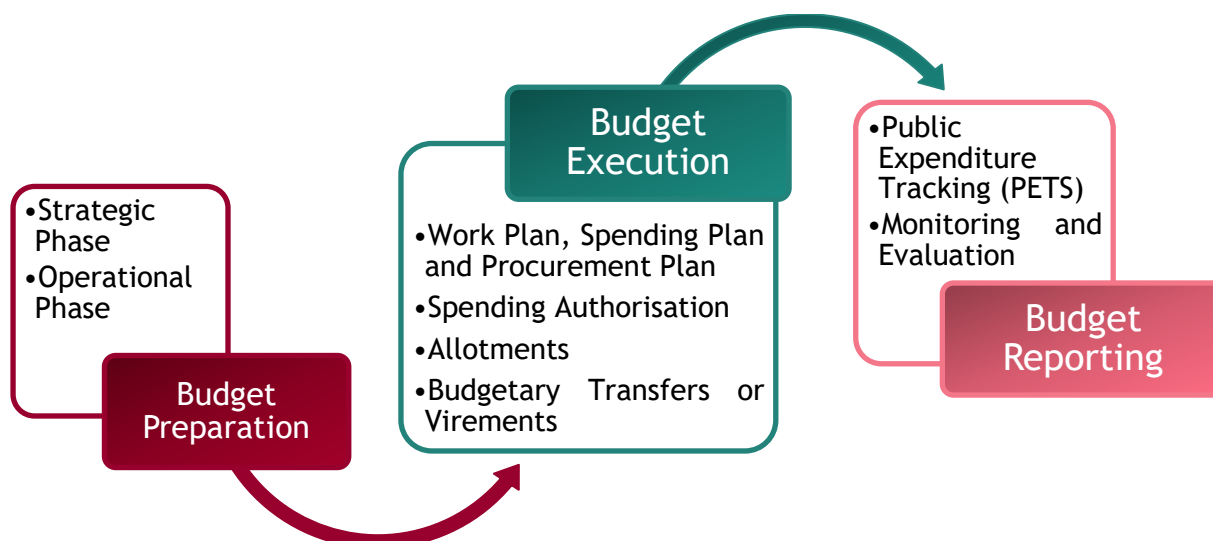 •Strategic
Phase
•Operational
Phase
Budget
Preparation
Budget
Execution
•Work Plan, Spending Plan
and Procurement Plan
•Spending Authorisation
•Allotments
•Budgetary Transfers or
Virements
•Public
Expenditure
Tracking (PETS)
•Monitoring and
Evaluation
Budget
Reporting